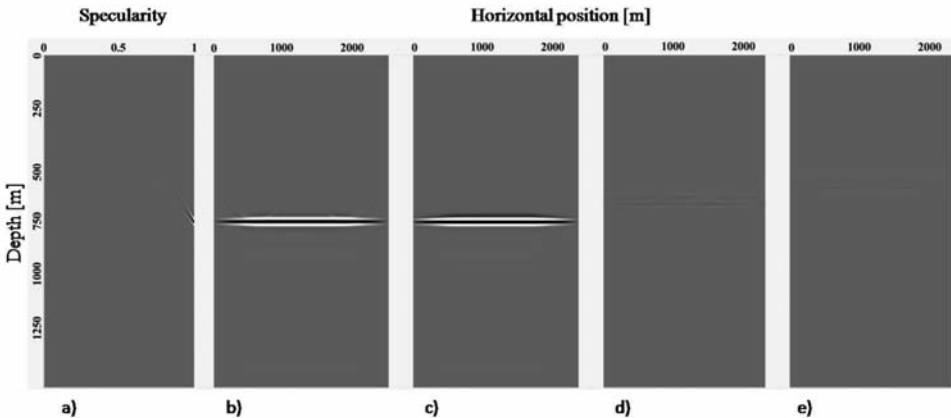 Specularity
Horizontal position [m]
0 0.5 1
0 1000 2000
0 1000 2000
0 1000 2000
0 1000 2000
Depth [m]
0
250
500
750
1000
1250
a)
b)
c)
d)
e)